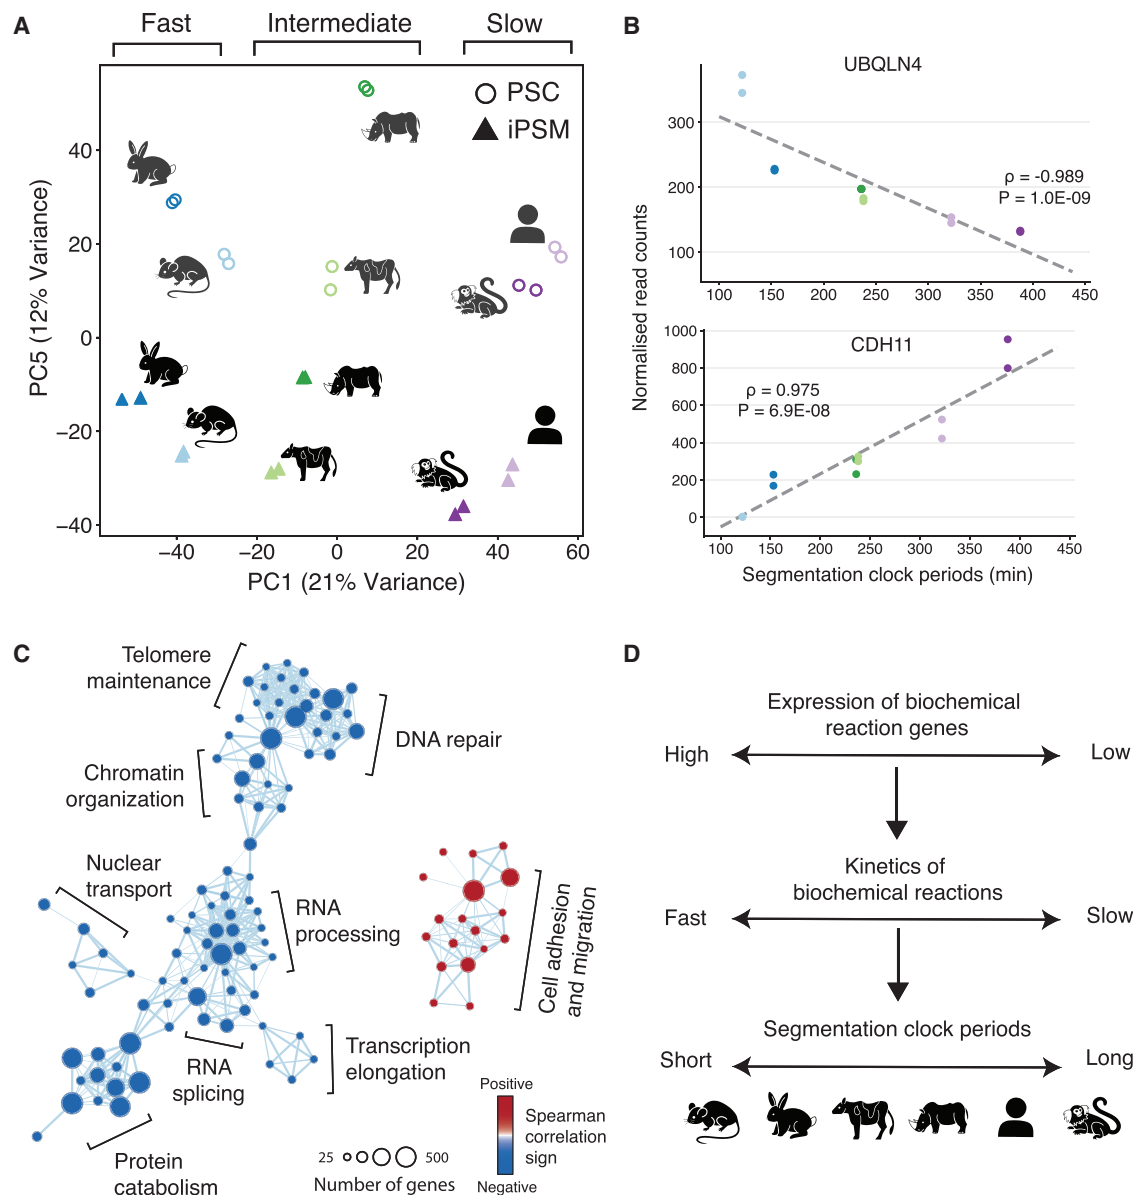 A
Fast
Intermediate
Slow
PSC
iPSM
40
20
0
−20
−40
PC5 (12% Variance)
−40
−20
0
20
40
60
PC1 (21% Variance)
B
UBQLN4
300
200
100
ρ = -0.989
P = 1.0E-09
100
150
200
250
300
350
400
450
Normalised read counts
CDH11
1000
800
600
400
200
0
ρ = 0.975
P = 6.9E-08
100
150
200
250
300
350
400
450
Segmentation clock periods (min)
C
Telomere
maintenance
DNA repair
Chromatin
organization
Nuclear
transport
RNA
processing
Cell adhesion
and migration
RNA
splicing
Transcription
elongation
Protein
catabolism
25
500
Number of genes
Positive
Spearman
correlation
sign
Negative
D
Expression of biochemical
reaction genes
High
Low
Kinetics of
biochemical reactions
Fast
Slow
Segmentation clock periods
Short
Long